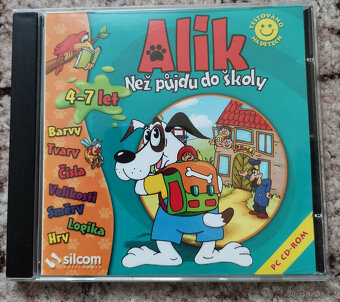 Alik
TESTOVÁNO
NA DĚTECH
Než půjdu do školy
4-7 let
Barvy
Tvary
Čísla
Velikosti
Směry
Logika
Hry
silcom
multimedia
PC CD-ROM